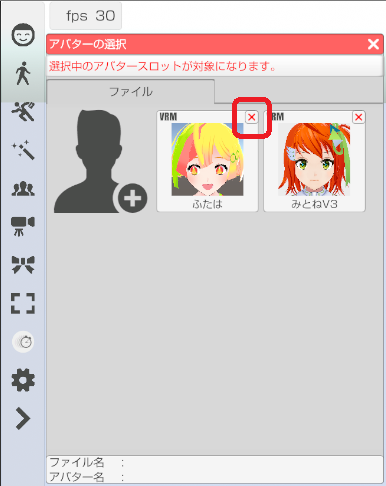 fps 30
アバターの選択
選択中のアバタースロットが対象になります。
ファイル
VRM
RM
ふたは
みとねV3
ファイル名 :
アバター名 :